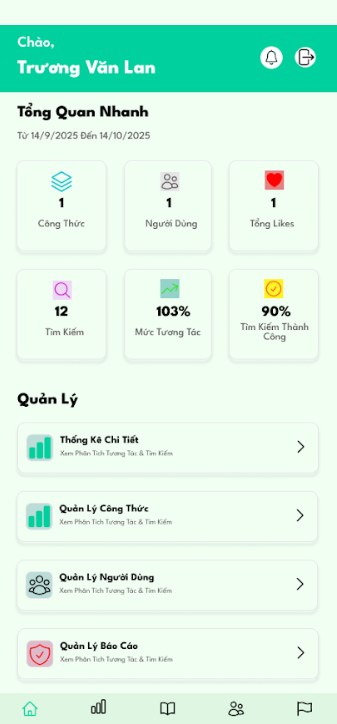 Chào,
Trương Văn Lan
Tổng Quan Nhanh
Từ 14/9/2025 Đến 14/10/2025
1
Công Thức
1
Người Dùng
1
Tổng Likes
12
Tìm Kiếm
103%
Mức Tương Tác
90%
Tìm Kiếm Thành
Công
Quản Lý
Thống Kê Chi Tiết
Xem Phân Tích Tương Tác & Tìm Kiếm
Quản Lý Công Thức
Xem Phân Tích Tương Tác & Tìm Kiếm
Quản Lý Người Dùng
Xem Phân Tích Tương Tác & Tìm Kiếm
Quản Lý Báo Cáo
Xem Phân Tích Tương Tác & Tìm Kiếm